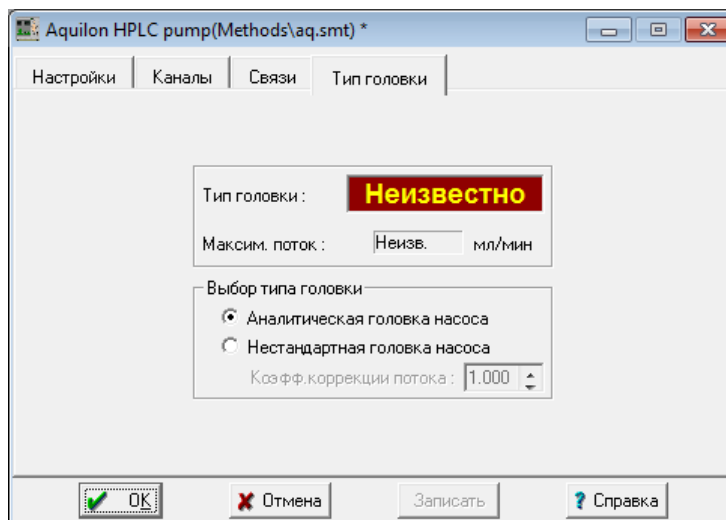 Aquilon HPLC pump(Methods\aq.smt) *
Настройки Каналы Связи Тип головки
Тип головки : Неизвестно
Максим. поток : Неизв. мл/мин
Выбор типа головки
Аналитическая головка насоса
Нестандартная головка насоса
Коэфф.коррекции потока : 1.000
OK Отмена Записать ? Справка